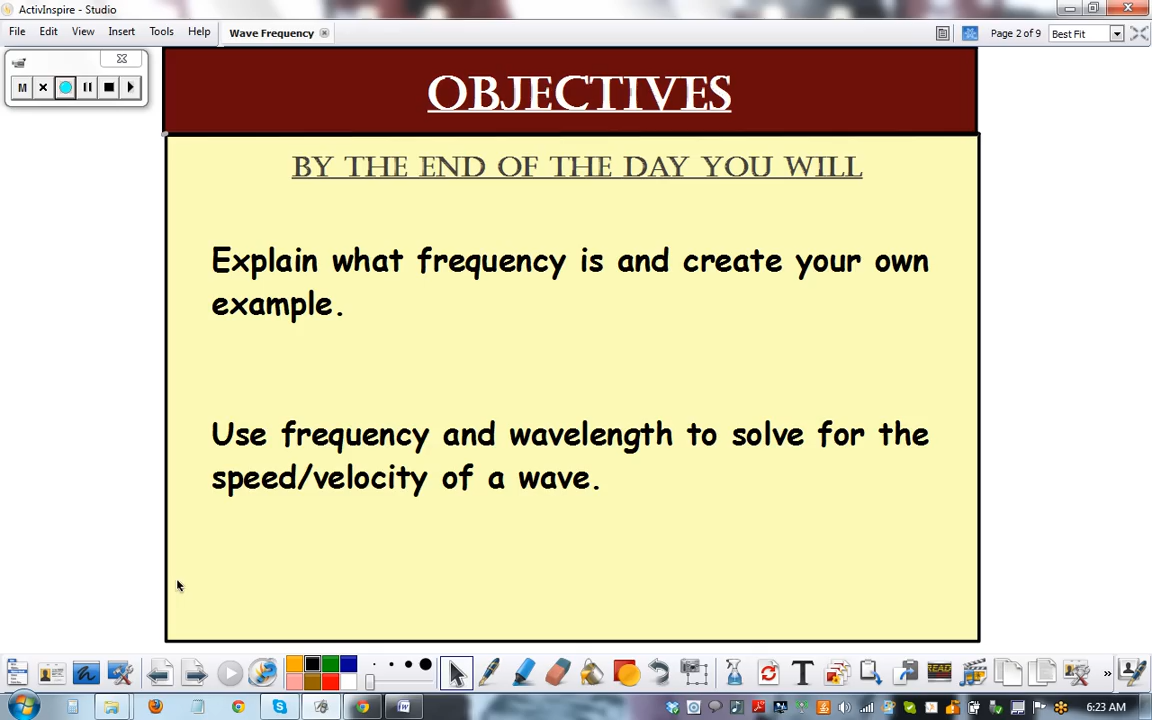 ActivInspire - Studio
File Edit View Insert Tools Help Wave Frequency Page 2 of 9 Best Fit
M
OBJECTIVES
BY THE END OF THE DAY YOU WILL
Explain what frequency is and create your own
example.
Use frequency and wavelength to solve for the
speed/velocity of a wave.
T
READ
W
6:23 AM